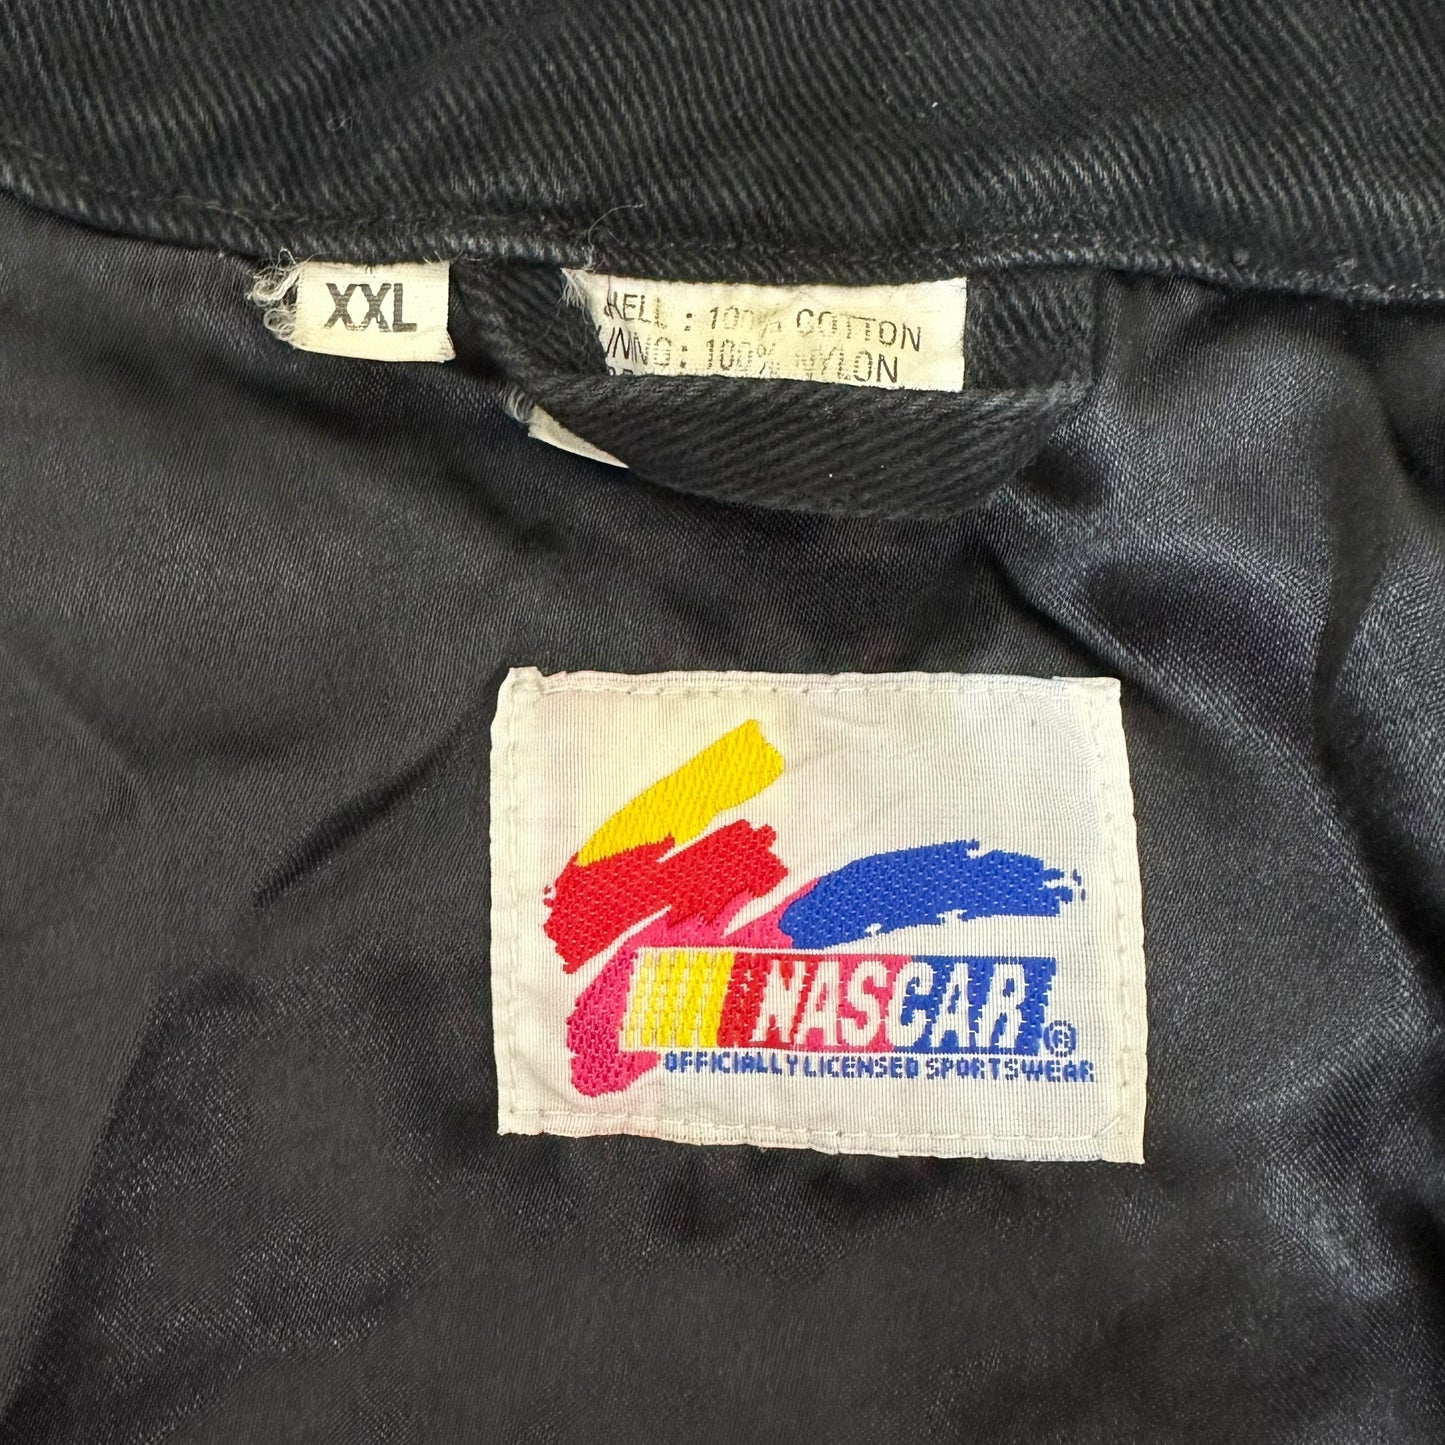 XXL
: 100% COTTON
: 100% NYLON
NASCAR®
OFFICIALLY LICENSED SPORTSWEAR